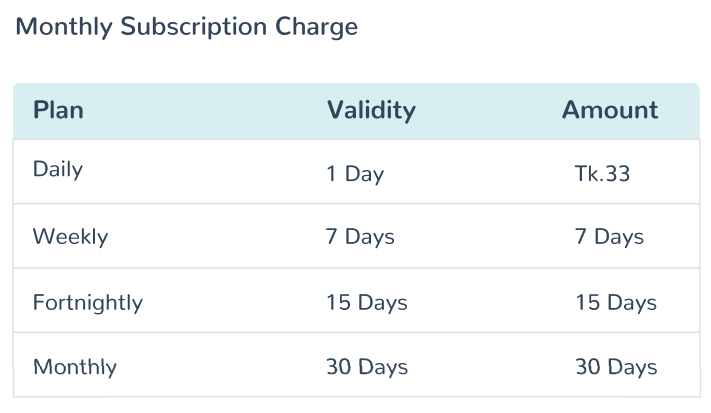 Monthly Subscription Charge
Plan Validity Amount
Daily 1 Day Tk.33
Weekly 7 Days 7 Days
Fortnightly 15 Days 15 Days
Monthly 30 Days 30 Days